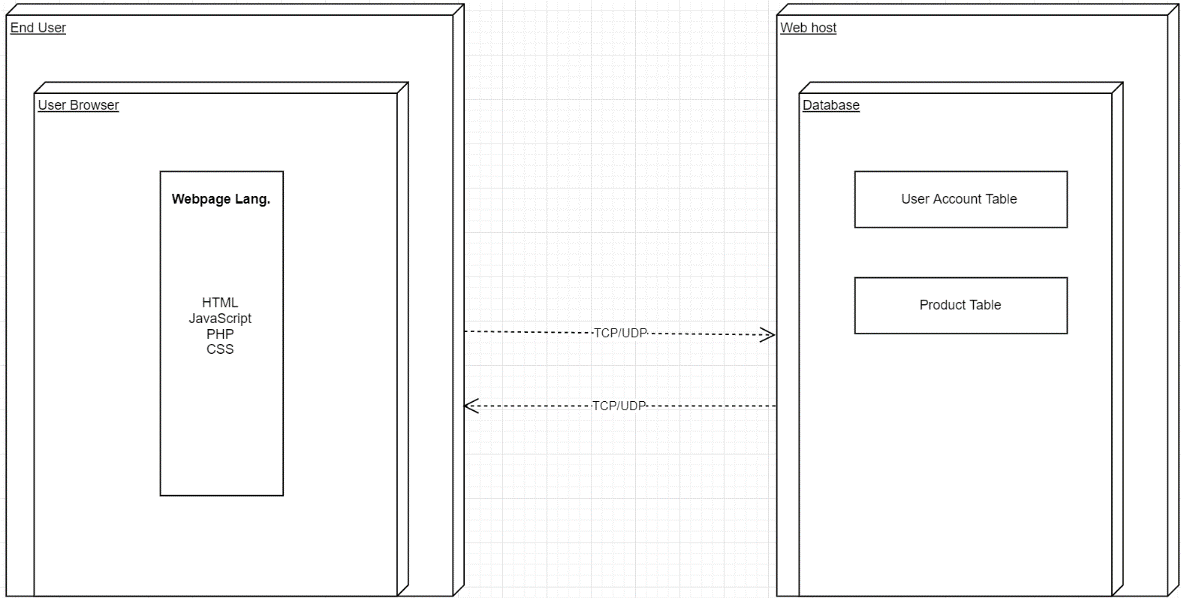 End User
User Browser
Webpage Lang.
HTML
JavaScript
PHP
CSS
TCP/UDP
TCP/UDP
Web host
Database
User Account Table
Product Table